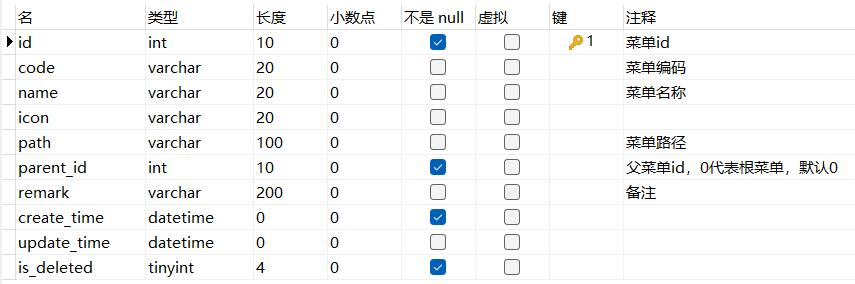 名 类型 长度 小数点 不是 null 虚拟 键 注释
id int 10 0 1 菜单id
code varchar 20 0 菜单编码
name varchar 20 0 菜单名称
icon varchar 20 0
path varchar 100 0 菜单路径
parent_id int 10 0 父菜单id，0代表根菜单，默认0
remark varchar 200 0 备注
create_time datetime 0 0
update_time datetime 0 0
is_deleted tinyint 4 0